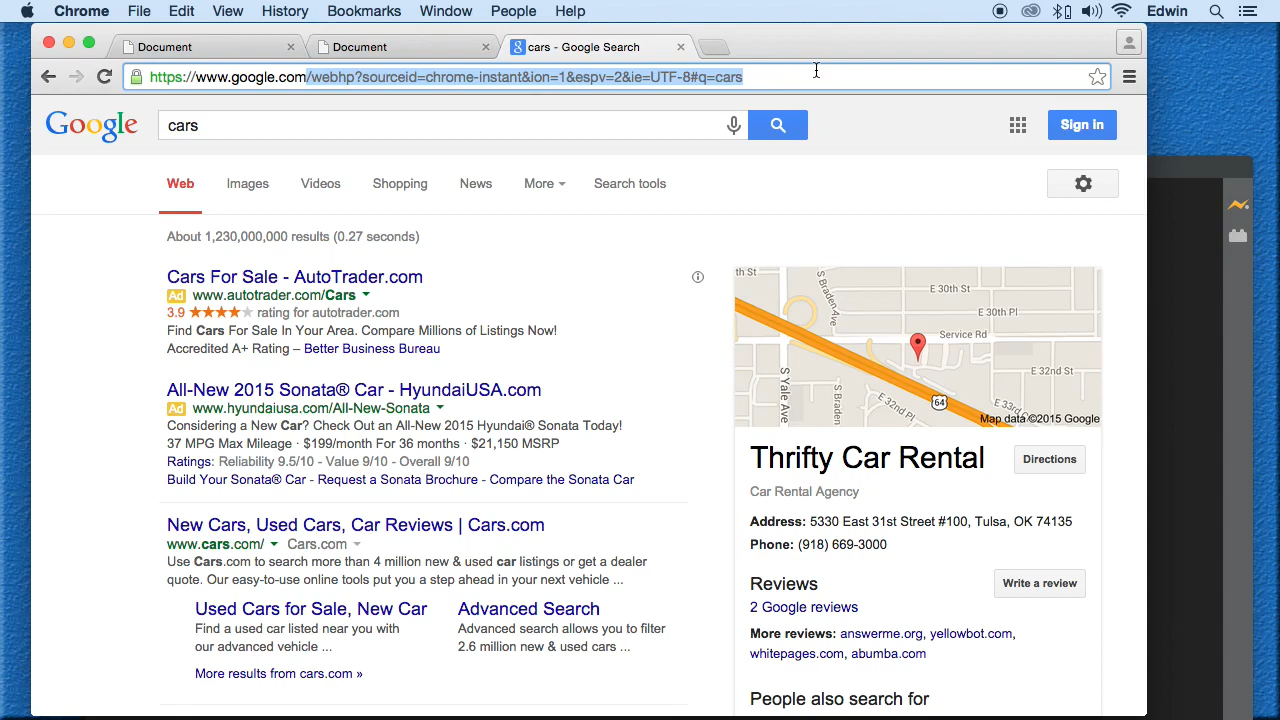 Chrome File Edit View History Bookmarks Window People Help Edwin
Document Document cars - Google Search
https://www.google.com/webhp?sourceid=chrome-instant&ion=1&espv=2&ie=UTF-8#q=cars
Google cars Sign in
Web Images Videos Shopping News More Search tools
About 1,230,000,000 results (0.27 seconds)
Cars For Sale - AutoTrader.com
Ad www.autotrader.com/Cars
3.9 ★★★★★ rating for autotrader.com
Find Cars For Sale In Your Area. Compare Millions of Listings Now!
Accredited A+ Rating – Better Business Bureau
All-New 2015 Sonata® Car - HyundaiUSA.com
Ad www.hyundaiusa.com/All-New-Sonata
Considering a New Car? Check Out an All-New 2015 Hyundai® Sonata Today!
37 MPG Max Mileage · $199/month For 36 months · $21,150 MSRP
Ratings: Reliability 9.5/10 - Value 9/10 - Overall 9/10
Build Your Sonata® Car - Request a Sonata Brochure - Compare the Sonata Car
New Cars, Used Cars, Car Reviews | Cars.com
www.cars.com/ Cars.com
Use Cars.com to search more than 4 million new & used car listings or get a dealer
quote. Our easy-to-use online tools put you a step ahead in your next vehicle ...
Used Cars for Sale, New Car
Find a used car listed near you with
our advanced vehicle ...
Advanced Search
Advanced search allows you to filter
2.6 million new & used cars ...
More results from cars.com »
th St
S Braden Ave
E 30th St
E 30th Pl
Service Rd
E 32nd St
S Yale Ave
S Braden
E 32nd Pl
64
E 33rd
Map data ©2015 Google
Thrifty Car Rental
Directions
Car Rental Agency
Address: 5330 East 31st Street #100, Tulsa, OK 74135
Phone: (918) 669-3000
Reviews
Write a review
2 Google reviews
More reviews: answerme.org, yellowbot.com,
whitepages.com, abumba.com
People also search for